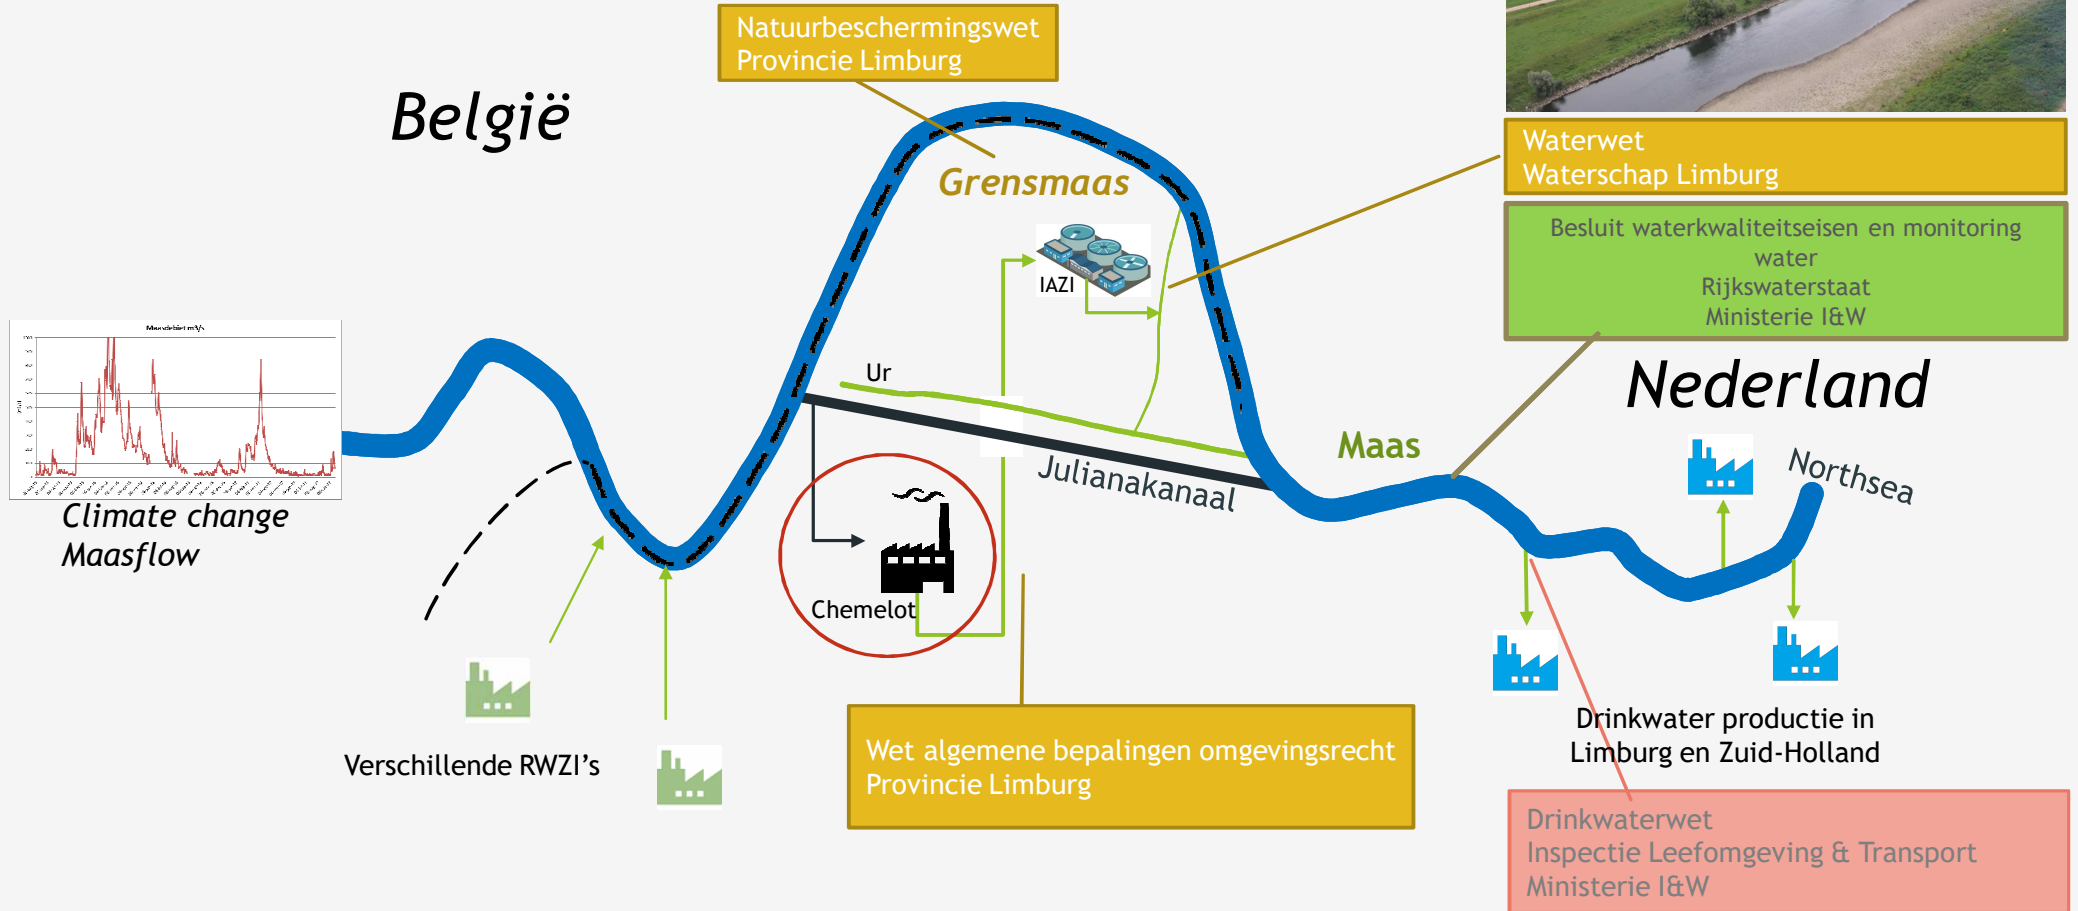 Natuurbeschermingswet
Provincie Limburg
België
Waterwet
Waterschap Limburg
Grensmaas
Besluit waterkwaliteitseisen en monitoring
water
Rijkswaterstaat
Ministerie I&W
IAZI
Maasdebiet m3/s
Ur
Nederland
Maas
Julianakanaal
Northsea
Climate change
Maasflow
Chemelot
Verschillende RWZI's
Drinkwater productie in
Limburg en Zuid-Holland
Wet algemene bepalingen omgevingsrecht
Provincie Limburg
Drinkwaterwet
Inspectie Leefomgeving & Transport
Ministerie I&W